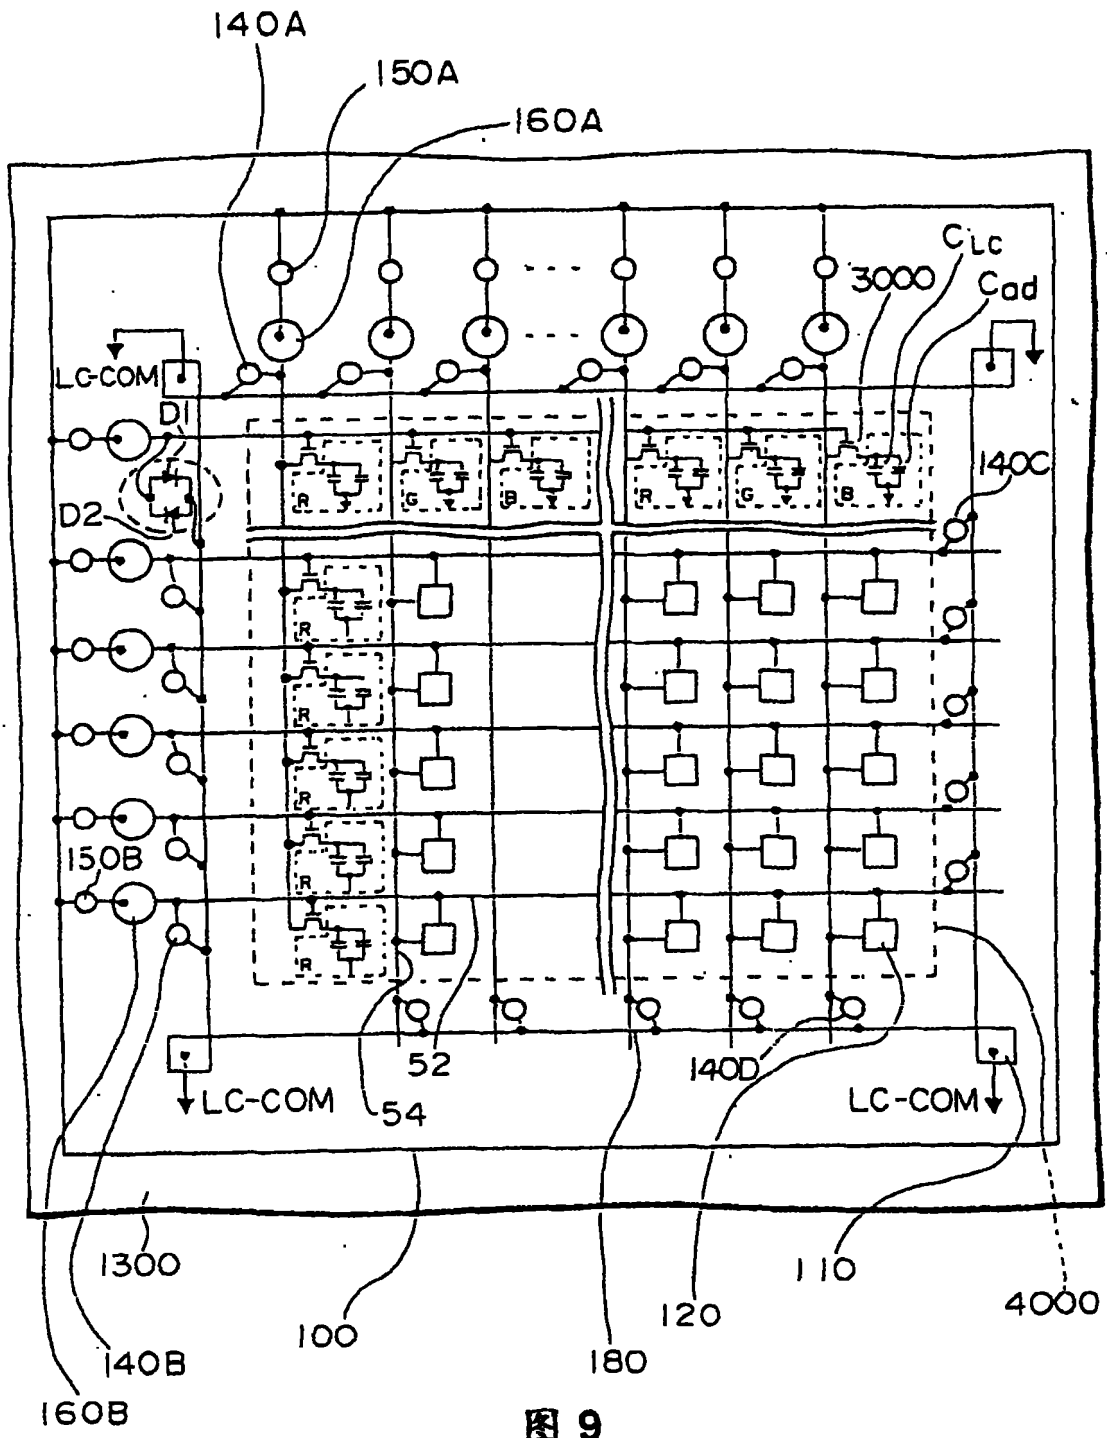 140A
150A
160A
CLC
3000
Cad
LC-COM
D1
140C
R
G
B
R
G
B
D2
R
R
R
150B
R
R
52
140D
LC-COM
54
LC-COM
1300
110
4000
100
120
140B
180
160B
图 9